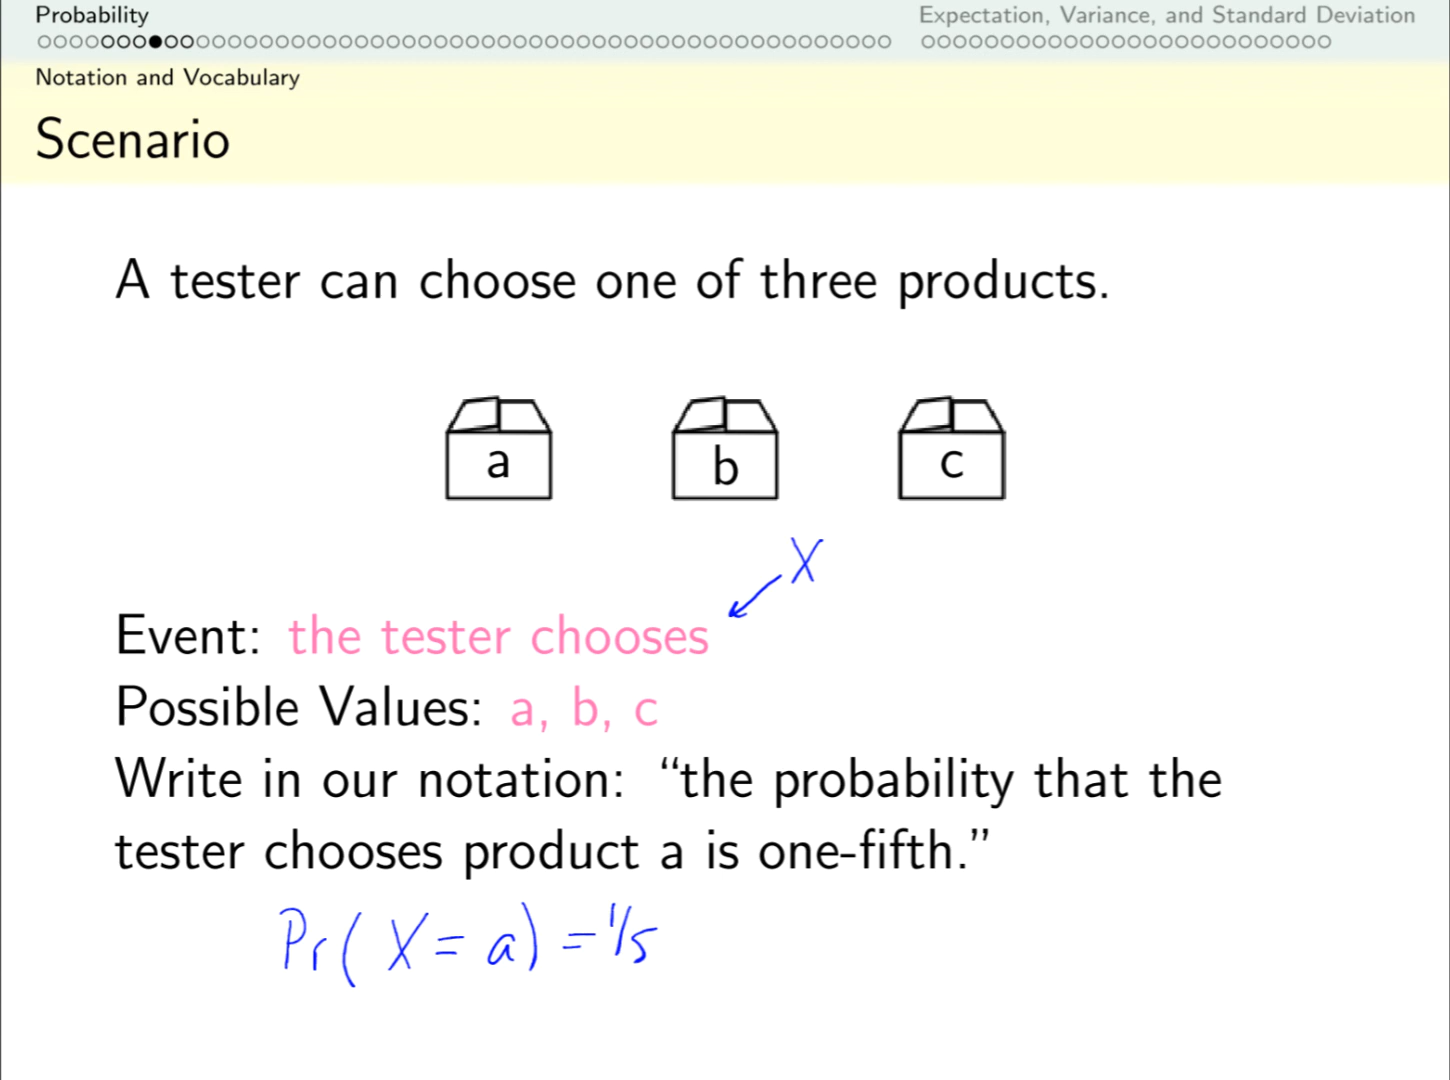 Probability
Expectation, Variance, and Standard Deviation
Notation and Vocabulary
Scenario
A tester can choose one of three products.
a b c
X
Event: the tester chooses
Possible Values: a, b, c
Write in our notation: “the probability that the
tester chooses product a is one-fifth.”
Pr( X = a) = 1/5